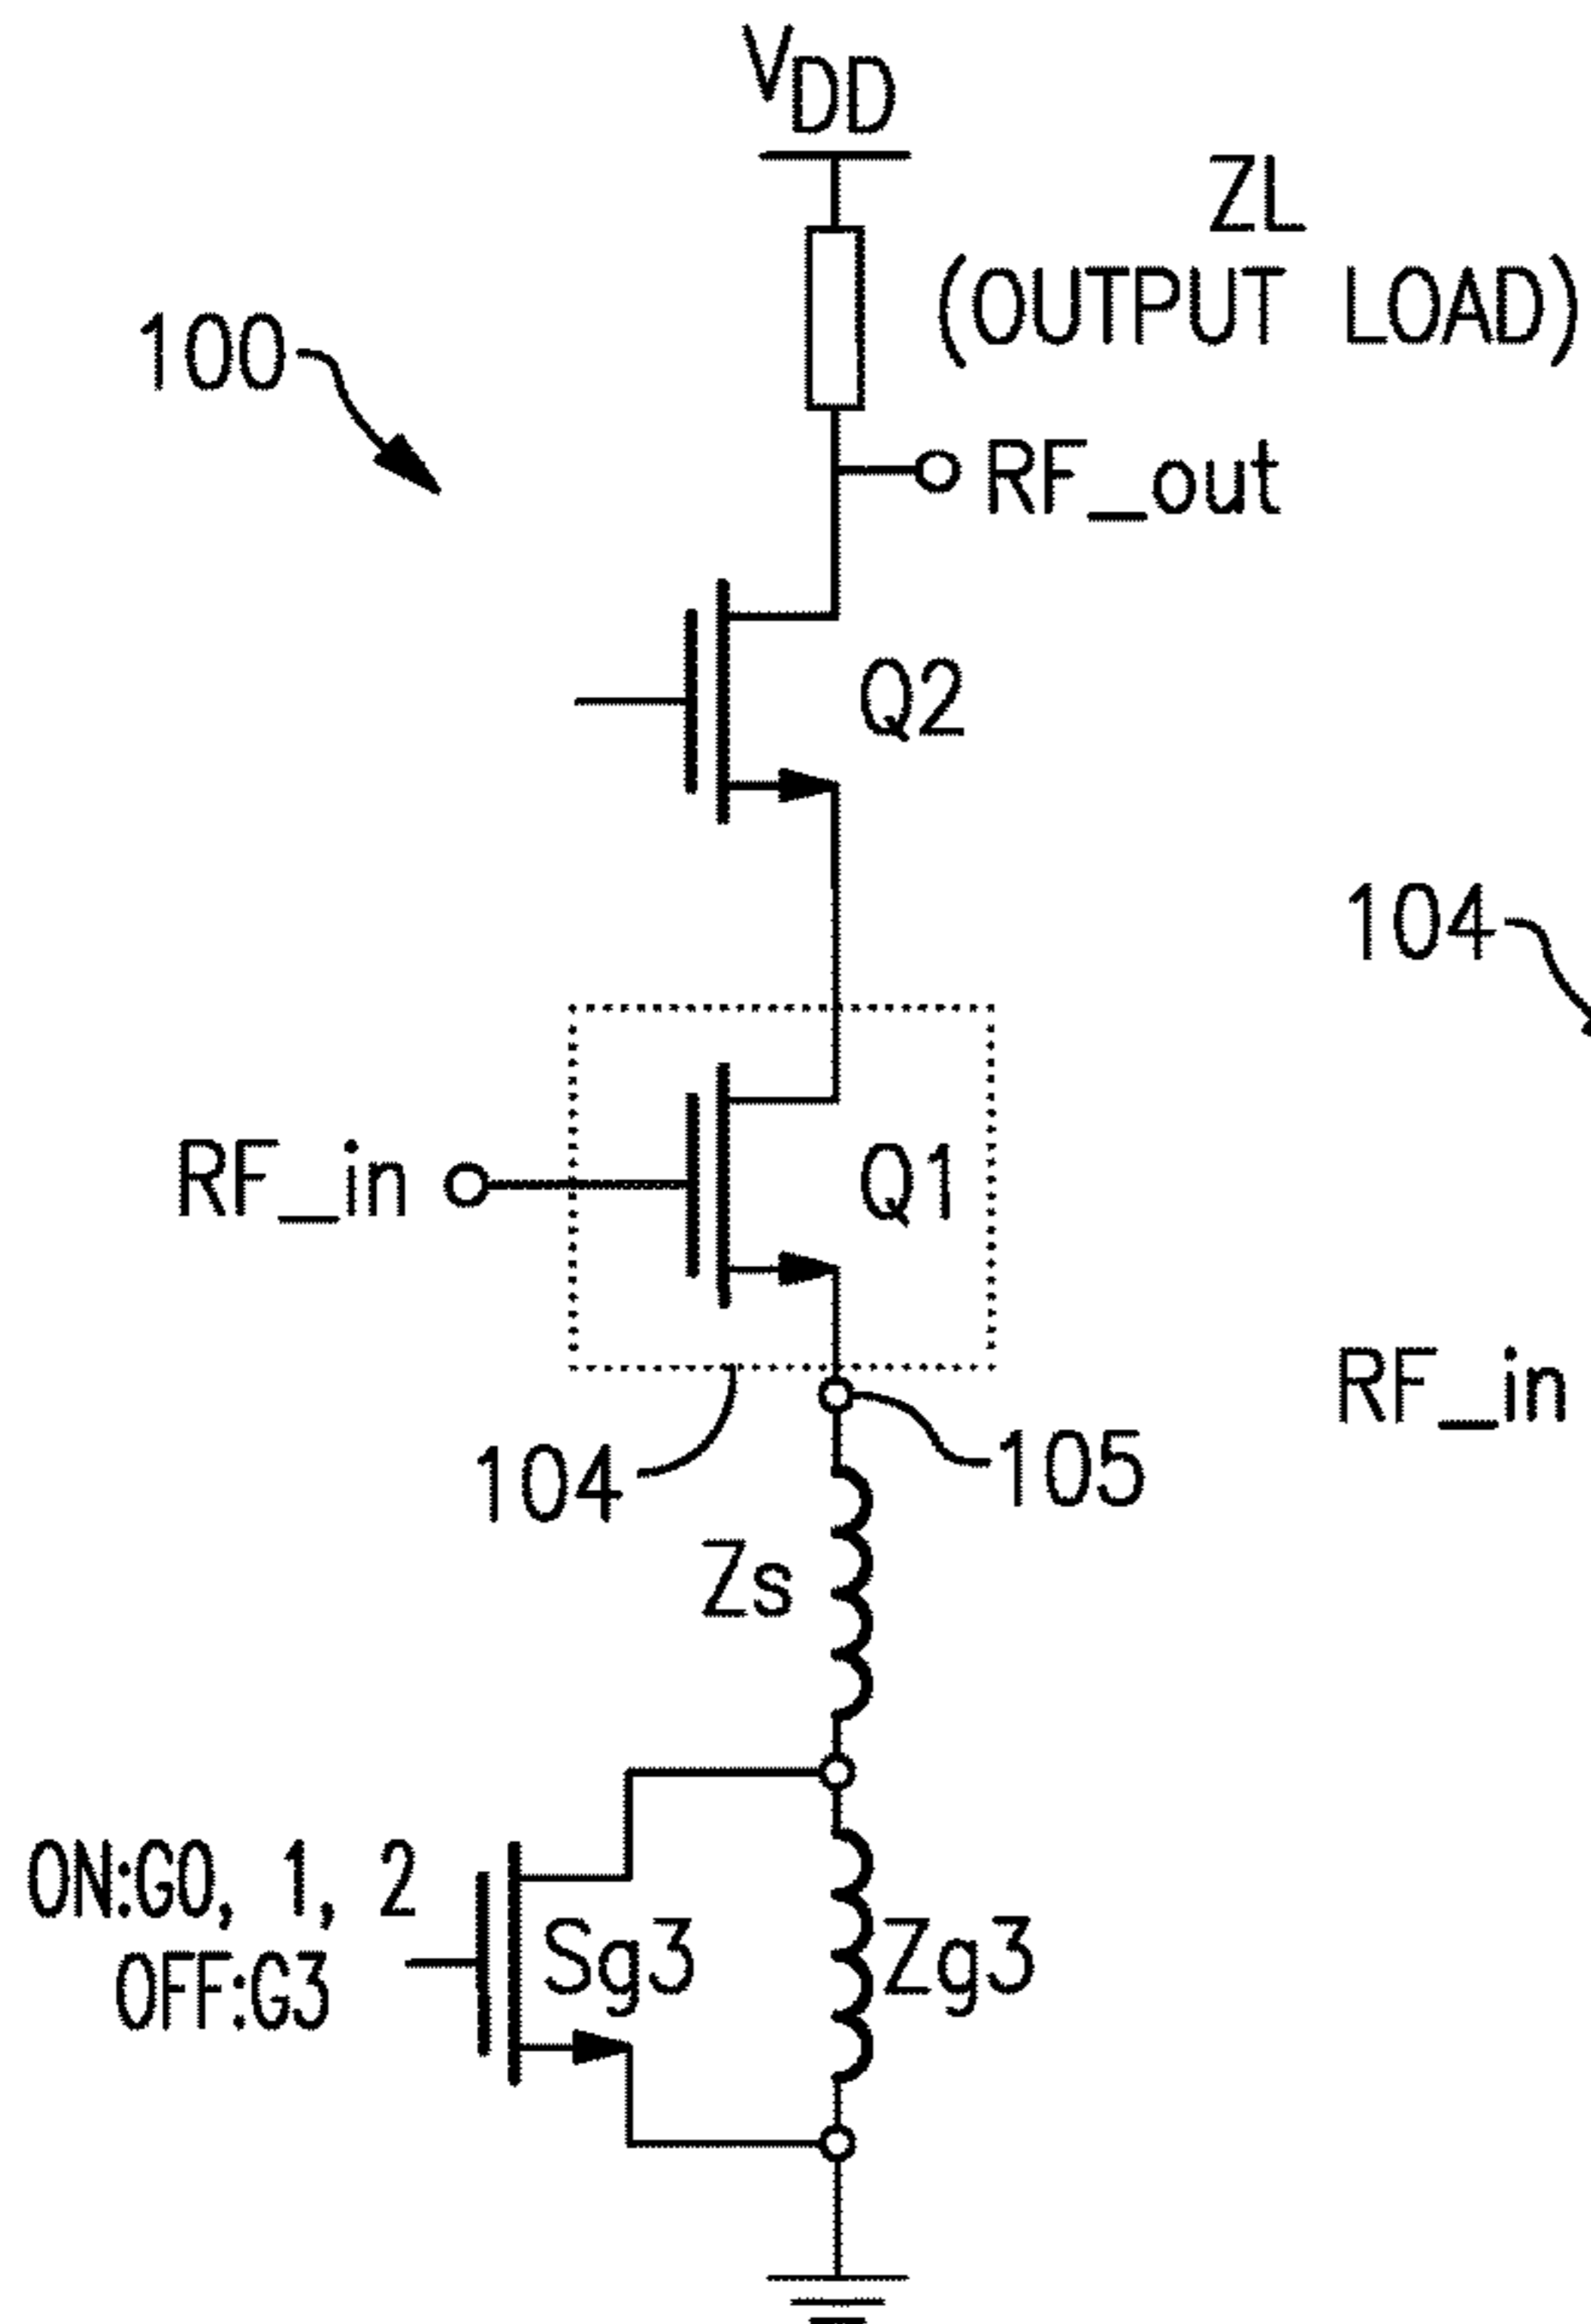 VDD
ZL
(OUTPUT LOAD)
100
RF_out
Q2
104
RF_in
Q1
RF_in
104
105
Zs
ON:G0, 1, 2
OFF:G3
Sg3
Zg3